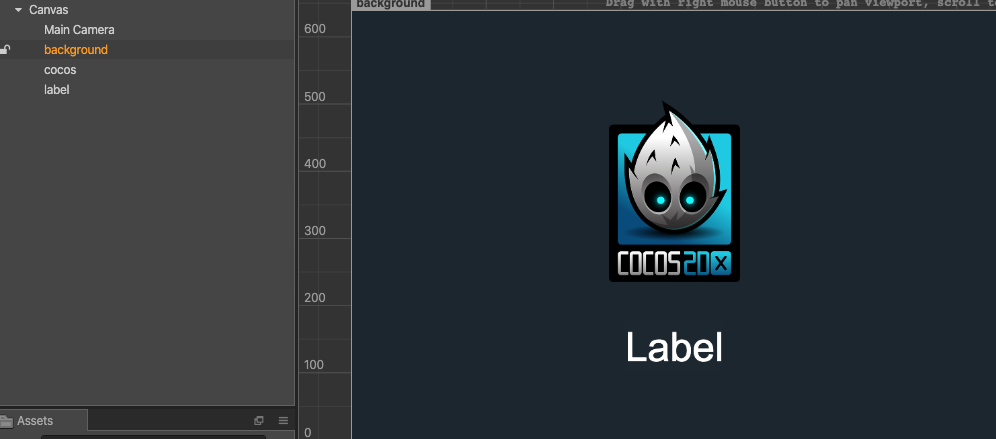 Canvas
Main Camera
background
cocos
label
Assets
background
Drag with right mouse button to pan viewport, scroll to
600
500
400
300
200
100
0
COCOS2DX
Label